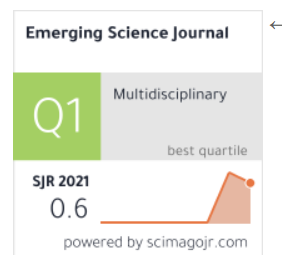 Emerging Science Journal
←
Q1
Multidisciplinary
best quartile
SJR 2021
0.6
powered by scimagojr.com